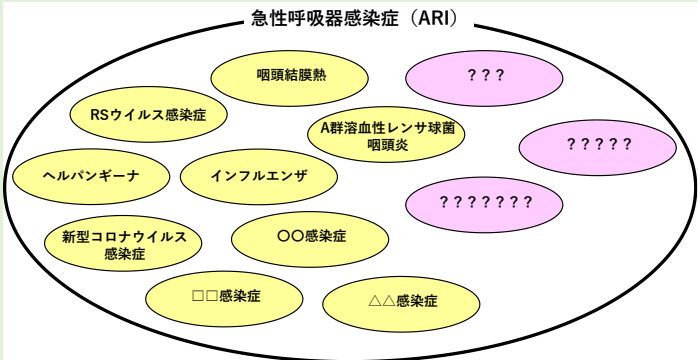 急性呼吸器感染症（ARI）
咽頭結膜熱
？？？
RSウイルス感染症
A群溶血性レンサ球菌
咽頭炎
？？？？？
ヘルパンギーナ
インフルエンザ
？？？？？？？
新型コロナウイルス
感染症
〇〇感染症
□□感染症
△△感染症